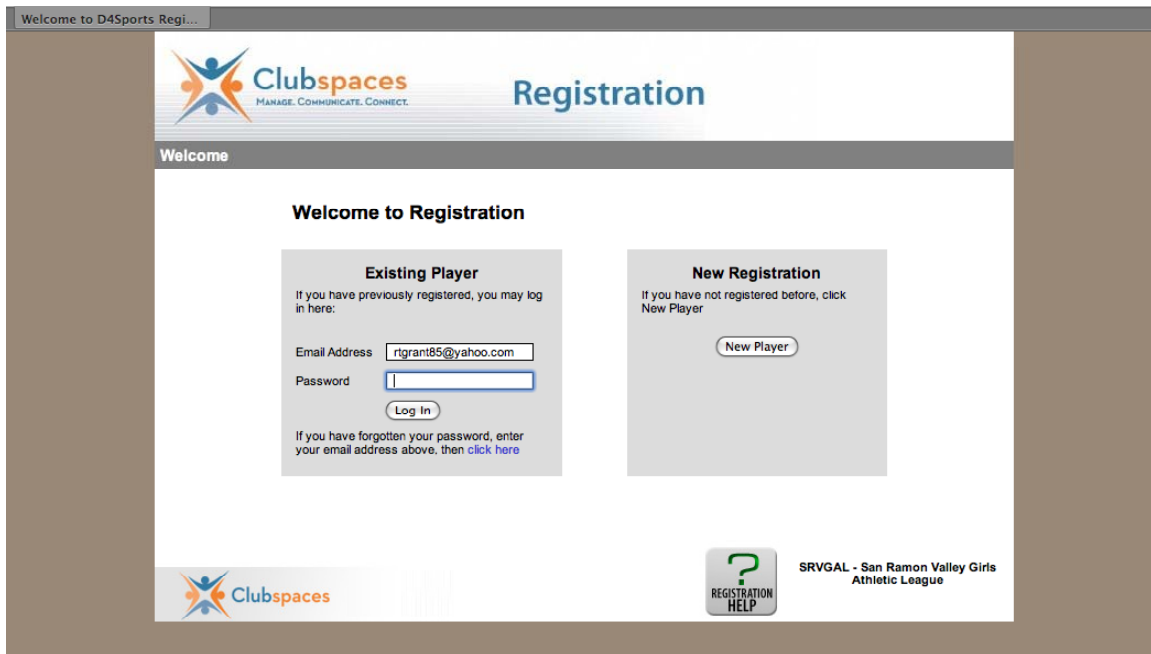 Welcome to D4Sports Regi...
Clubspaces
MANAGE. COMMUNICATE. CONNECT.
Registration
Welcome
Welcome to Registration
Existing Player
If you have previously registered, you may log
in here:
Email Address rtgrant85@yahoo.com
Password
Log In
If you have forgotten your password, enter
your email address above, then click here
New Registration
If you have not registered before, click
New Player
New Player
Clubspaces
?
REGISTRATION
HELP
SRVGAL - San Ramon Valley Girls
Athletic League